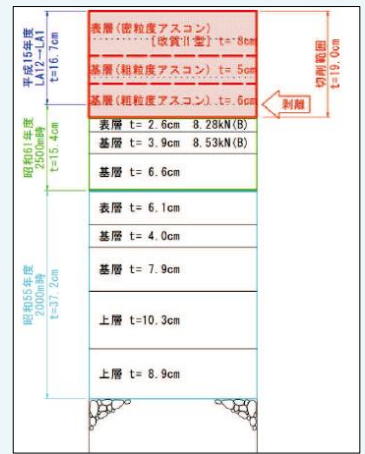 表層(密粒度アスコン)
[改質Ⅱ型] t= 8cm
基層(粗粒度アスコン) t= 5cm
基層(粗粒度アスコン) t= 6cm
平成15年度
LA12→LA1
t=16.7cm
切削範囲
t=19.0cm
剥離
表層 t= 2.6cm 8.28kN(B)
基層 t= 3.9cm 8.53kN(B)
基層 t= 6.6cm
昭和61年度
2500m時
t=15.4cm
表層 t= 6.1cm
基層 t= 4.0cm
基層 t= 7.9cm
上層 t=10.3cm
上層 t= 8.9cm
昭和55年度
2000m時
t=37.2cm